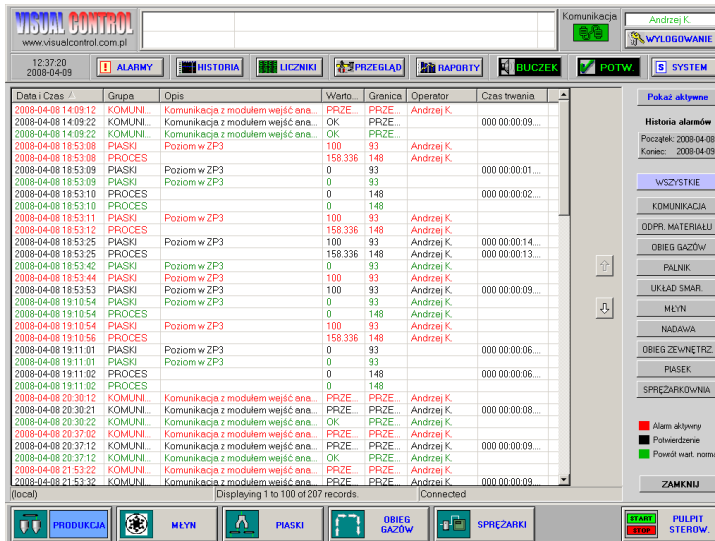 VISUAL CONTROL
www.visualcontrol.com.pl
Komunikacja
Andrzej K.
WYLOGOWANIE
12:37:20
2008-04-09
ALARMY HISTORIA LICZNIKI PRZEGLĄD RAPORTY BUCZEK POTW. SYSTEM
Data i Czas Grupa Opis Warto... Granica Operator Czas trwania
2008-04-08 14:09:12 KOMUNI... Komunikacja z modułem wejść ana... PRZE... PRZE... Andrzej K.
2008-04-08 14:09:22 KOMUNI... Komunikacja z modułem wejść ana... OK PRZE... 000 00:00:09....
2008-04-08 14:09:22 KOMUNI... Komunikacja z modułem wejść ana... OK PRZE...
2008-04-08 18:53:08 PIASKI Poziom w ZP3 100 93 Andrzej K.
2008-04-08 18:53:08 PROCES 158.336 148 Andrzej K.
2008-04-08 18:53:09 PIASKI Poziom w ZP3 0 93 000 00:00:01....
2008-04-08 18:53:09 PIASKI Poziom w ZP3 0 93
2008-04-08 18:53:10 PROCES 0 148 000 00:00:02....
2008-04-08 18:53:10 PROCES 0 148
2008-04-08 18:53:11 PIASKI Poziom w ZP3 100 93 Andrzej K.
2008-04-08 18:53:12 PROCES 158.336 148 Andrzej K.
2008-04-08 18:53:25 PIASKI Poziom w ZP3 100 93 Andrzej K. 000 00:00:14....
2008-04-08 18:53:25 PROCES 158.336 148 Andrzej K. 000 00:00:13....
2008-04-08 18:53:42 PIASKI Poziom w ZP3 0 93 Andrzej K.
2008-04-08 18:53:44 PIASKI Poziom w ZP3 100 93 Andrzej K.
2008-04-08 18:53:53 PIASKI Poziom w ZP3 100 93 Andrzej K. 000 00:00:09....
2008-04-08 19:10:54 PIASKI Poziom w ZP3 0 93 Andrzej K.
2008-04-08 19:10:54 PROCES 0 148 Andrzej K.
2008-04-08 19:10:54 PIASKI Poziom w ZP3 100 93 Andrzej K.
2008-04-08 19:10:56 PROCES 158.336 148 Andrzej K.
2008-04-08 19:11:01 PIASKI Poziom w ZP3 0 93 000 00:00:06....
2008-04-08 19:11:01 PIASKI Poziom w ZP3 0 93
2008-04-08 19:11:02 PROCES 0 148 000 00:00:06....
2008-04-08 19:11:02 PROCES 0 148
2008-04-08 20:30:12 KOMUNI... Komunikacja z modułem wejść ana... PRZE... PRZE... Andrzej K.
2008-04-08 20:30:21 KOMUNI... Komunikacja z modułem wejść ana... PRZE... PRZE... Andrzej K. 000 00:00:08....
2008-04-08 20:30:22 KOMUNI... Komunikacja z modułem wejść ana... OK PRZE... Andrzej K.
2008-04-08 20:37:02 KOMUNI... Komunikacja z modułem wejść ana... PRZE... PRZE... Andrzej K.
2008-04-08 20:37:12 KOMUNI... Komunikacja z modułem wejść ana... PRZE... PRZE... Andrzej K. 000 00:00:09....
2008-04-08 20:37:12 KOMUNI... Komunikacja z modułem wejść ana... OK PRZE... Andrzej K.
2008-04-08 21:53:22 KOMUNI... Komunikacja z modułem wejść ana... PRZE... PRZE... Andrzej K.
2008-04-08 21:53:32 KOMUNI... Komunikacja z modułem wejść ana... PRZE... PRZE... Andrzej K. 000 00:00:09....
(local) Displaying 1 to 100 of 207 records. Connected
Pokaż aktywne
Historia alarmów
Początek: 2008-04-08
Koniec: 2008-04-09
WSZYSTKIE
KOMUNIKACJA
ODPR. MATERIAŁU
OBIEG GAZÓW
PALNIK
UKŁAD SMAR.
MŁYN
NADAWA
OBIEG ZEWNĘTRZ.
PIASEK
SPRĘŻARKOWNIA
Alarm aktywny
Potwierdzenie
Powrót wart. norma
ZAMKNIJ
PRODUKCJA MŁYN PIASKI OBIEG GAZÓW SPRĘŻARKI START STOP PULPIT STEROW.